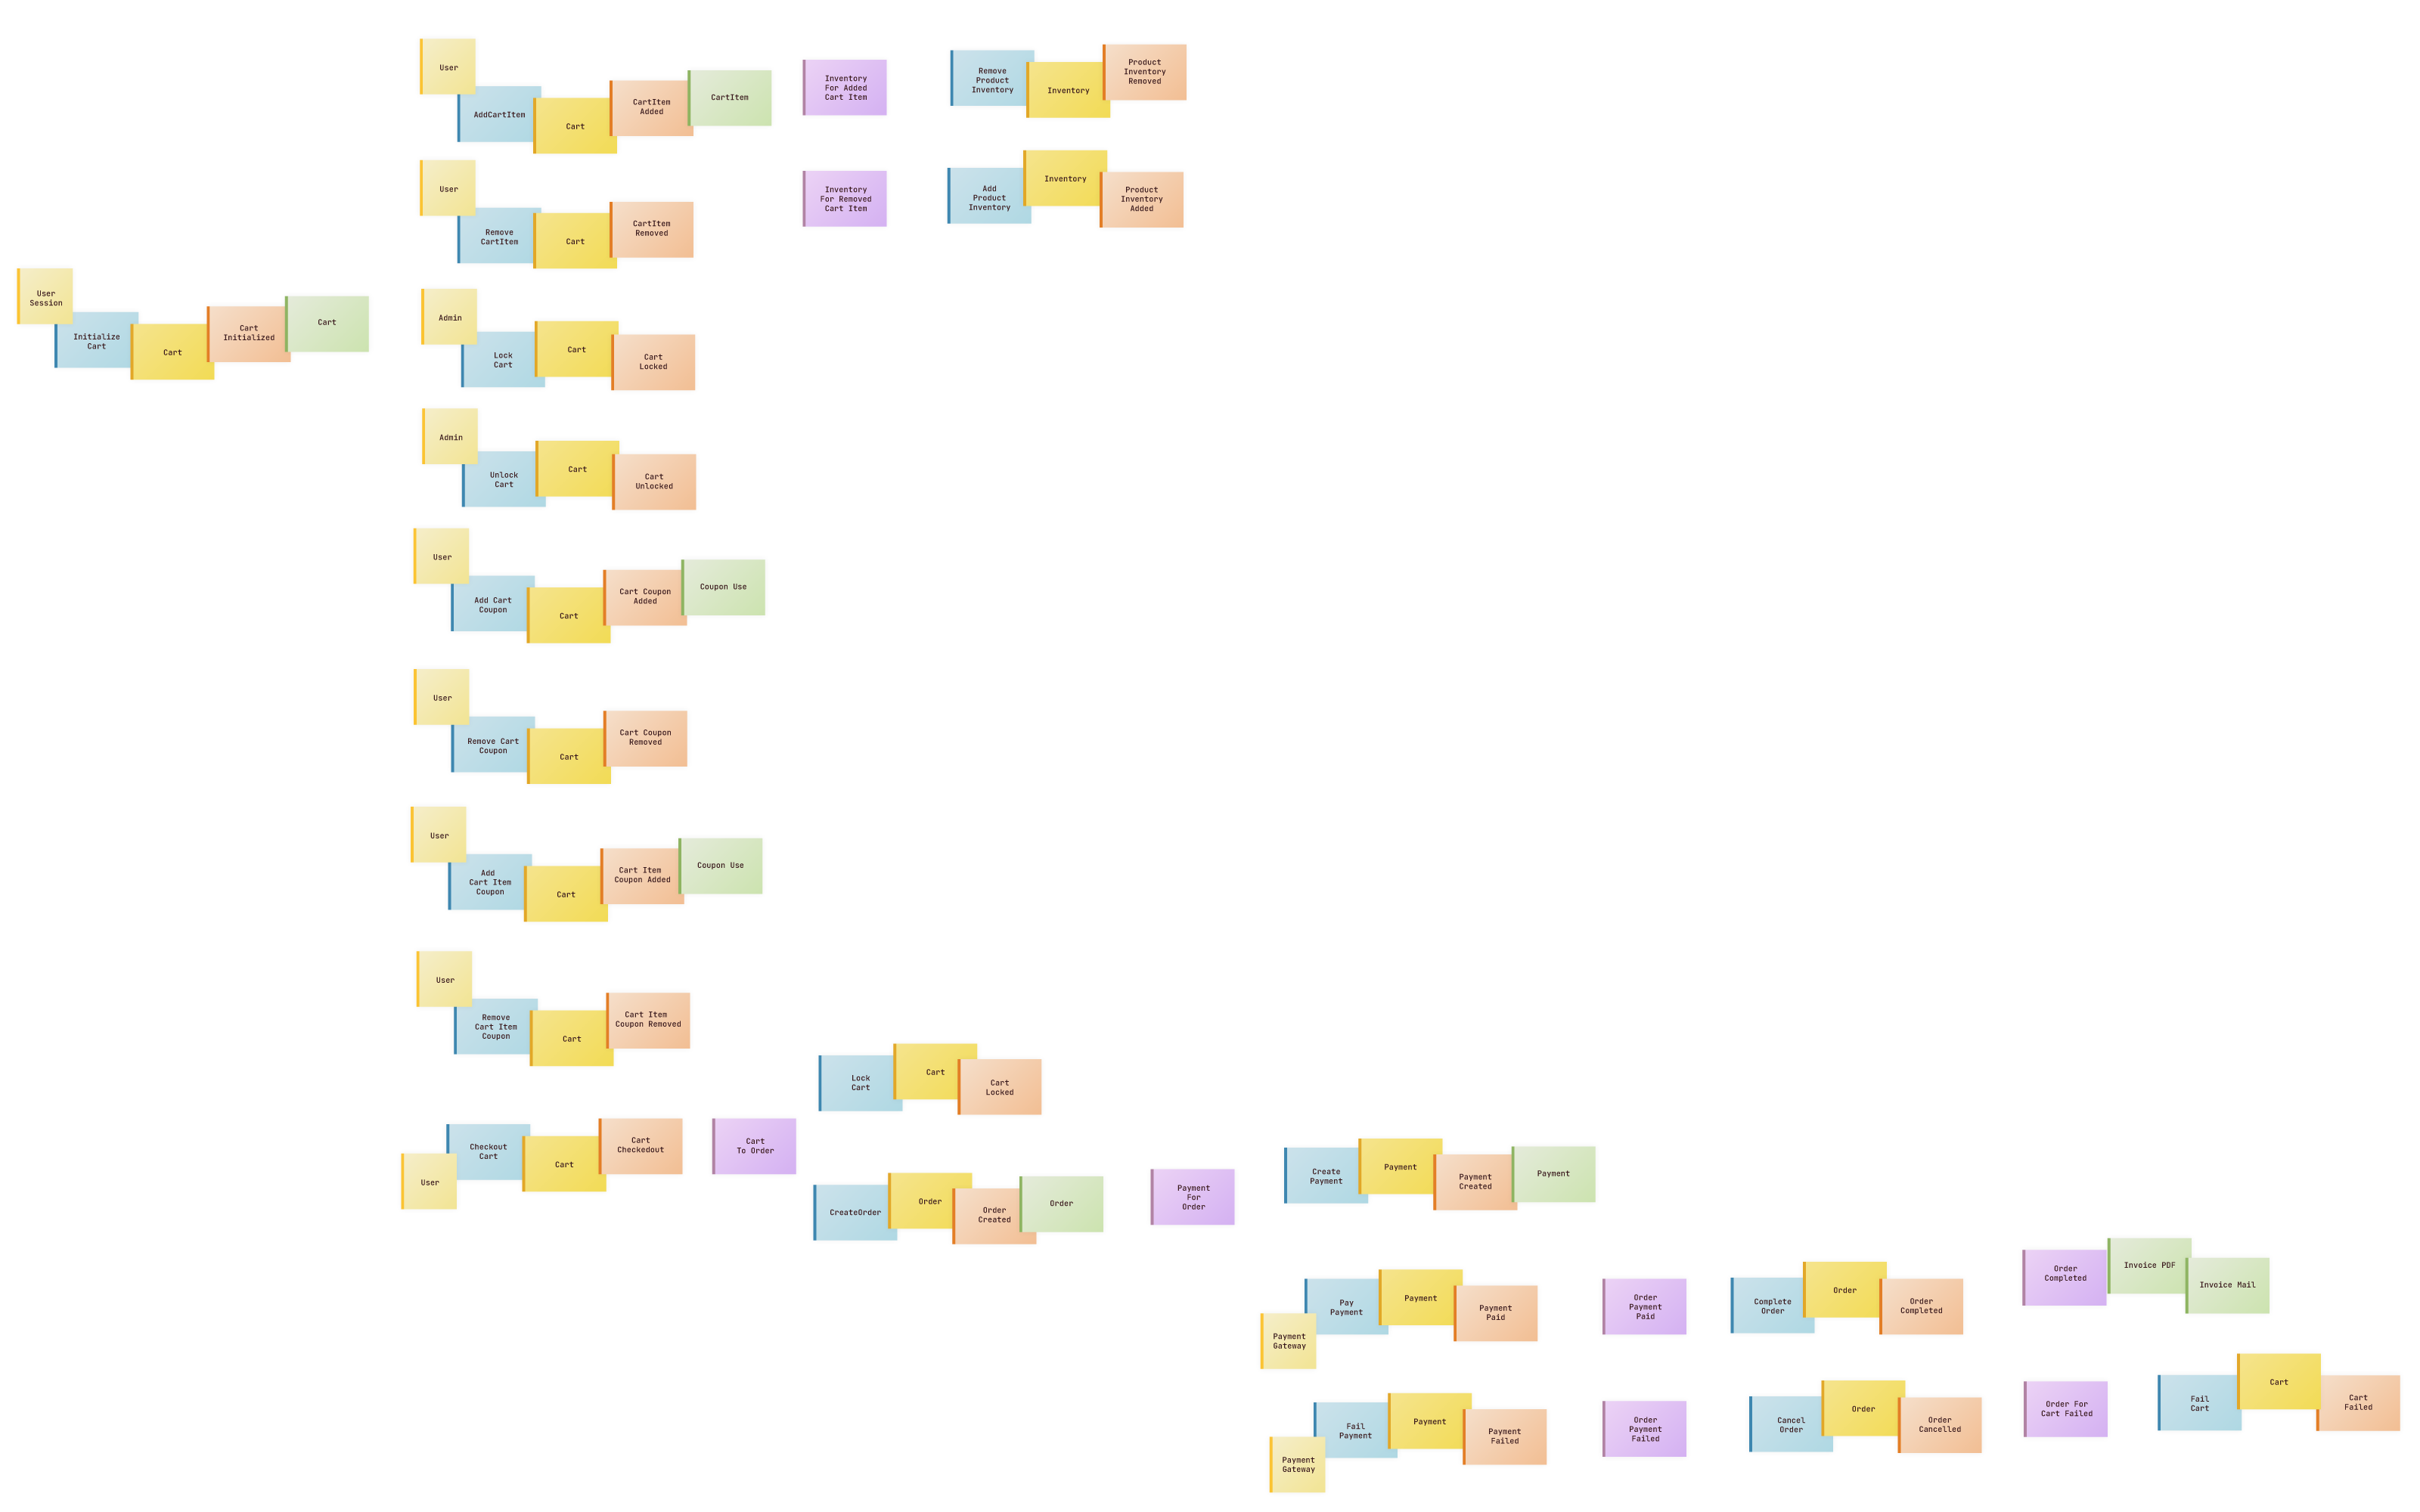 User
AddCartItem
Cart
CartItem
Added
CartItem
Inventory
For Added
Cart Item
Remove
Product
Inventory
Inventory
Product
Inventory
Removed
User
Remove
CartItem
Cart
CartItem
Removed
Inventory
For Removed
Cart Item
Add
Product
Inventory
Inventory
Product
Inventory
Added
User
Session
Initialize
Cart
Cart
Cart
Initialized
Cart
Admin
Lock
Cart
Cart
Cart
Locked
Admin
Unlock
Cart
Cart
Cart
Unlocked
User
Add Cart
Coupon
Cart
Cart Coupon
Added
Coupon Use
User
Remove Cart
Coupon
Cart
Cart Coupon
Removed
User
Add
Cart Item
Coupon
Cart
Cart Item
Coupon Added
Coupon Use
User
Remove
Cart Item
Coupon
Cart
Cart Item
Coupon Removed
Lock
Cart
Cart
Cart
Locked
User
Checkout
Cart
Cart
Cart
Checkedout
Cart
To Order
CreateOrder
Order
Order
Created
Order
Payment
For
Order
Create
Payment
Payment
Payment
Created
Payment
Payment
Gateway
Pay
Payment
Payment
Payment
Paid
Order
Payment
Paid
Complete
Order
Order
Order
Completed
Order
Completed
Invoice PDF
Invoice Mail
Payment
Gateway
Fail
Payment
Payment
Payment
Failed
Order
Payment
Failed
Cancel
Order
Order
Order
Cancelled
Order For
Cart Failed
Fail
Cart
Cart
Cart
Failed